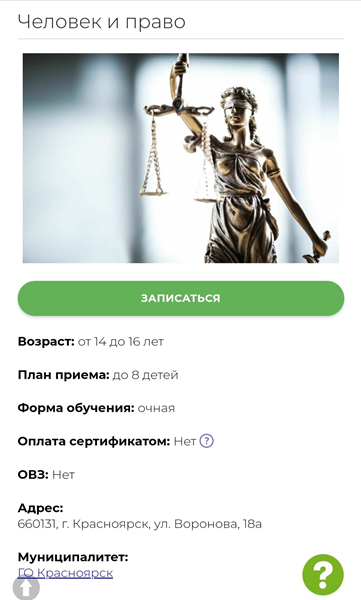 Человек и право
ЗАПИСАТЬСЯ
Возраст: от 14 до 16 лет
План приема: до 8 детей
Форма обучения: очная
Оплата сертификатом: Нет ?
ОВЗ: Нет
Адрес:
660131, г. Красноярск, ул. Воронова, 18а
Муниципалитет:
ГО Красноярск
?